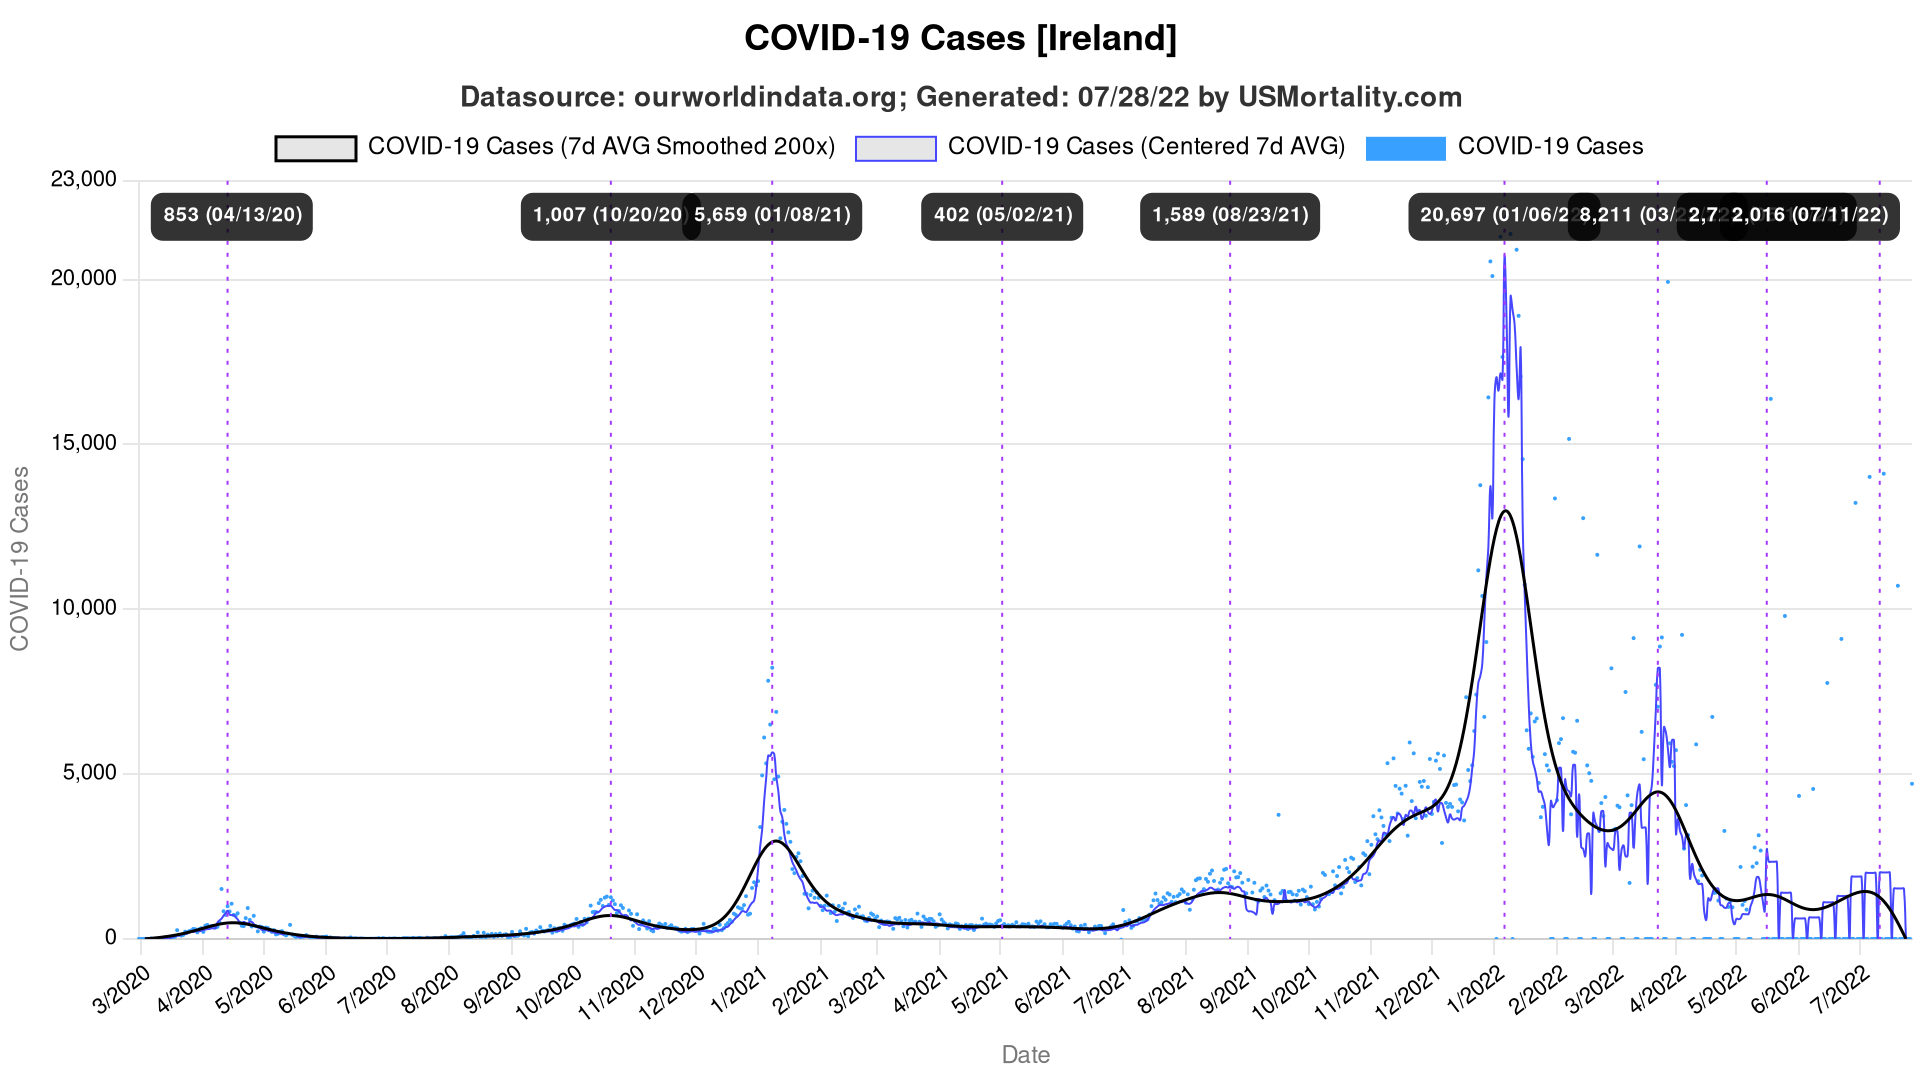 COVID-19 Cases [Ireland]
Datasource: ourworldindata.org; Generated: 07/28/22 by USMortality.com
COVID-19 Cases (7d AVG Smoothed 200x) COVID-19 Cases (Centered 7d AVG) COVID-19 Cases
23,000
853 (04/13/20) 1,007 (10/20/20) 5,659 (01/08/21) 402 (05/02/21) 1,589 (08/23/21) 20,697 (01/06/22 8,211 (03/ 2,016 (07/11/22)
20,000
15,000
10,000
5,000
0
COVID-19 Cases
3/2020 4/2020 5/2020 6/2020 7/2020 8/2020 9/2020 10/2020 11/2020 12/2020 1/2021 2/2021 3/2021 4/2021 5/2021 6/2021 7/2021 8/2021 9/2021 10/2021 11/2021 12/2021 1/2022 2/2022 3/2022 4/2022 5/2022 6/2022 7/2022
Date